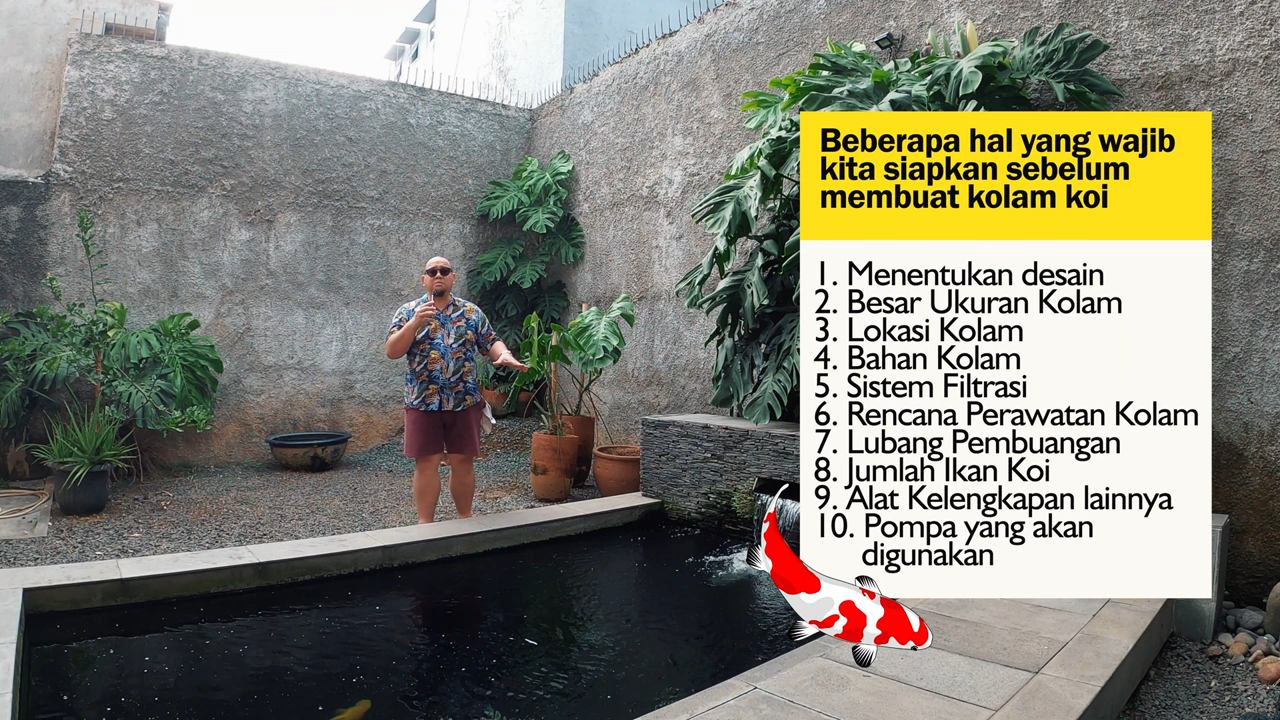 Beberapa hal yang wajib
kita siapkan sebelum
membuat kolam koi
1. Menentukan desain
2. Besar Ukuran Kolam
3. Lokasi Kolam
4. Bahan Kolam
5. Sistem Filtrasi
6. Rencana Perawatan Kolam
7. Lubang Pembuangan
8. Jumlah Ikan Koi
9. Alat Kelengkapan lainnya
10. Pompa yang akan
digunakan